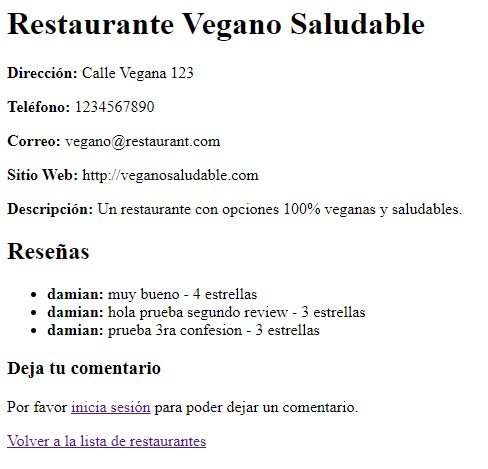 Restaurante Vegano Saludable
Dirección: Calle Vegana 123
Teléfono: 1234567890
Correo: vegano@restaurant.com
Sitio Web: http://veganosaludable.com
Descripción: Un restaurante con opciones 100% veganas y saludables.
Reseñas
• damian: muy bueno - 4 estrellas
• damian: hola prueba segundo review - 3 estrellas
• damian: prueba 3ra confesion - 3 estrellas
Deja tu comentario
Por favor inicia sesión para poder dejar un comentario.
Volver a la lista de restaurantes